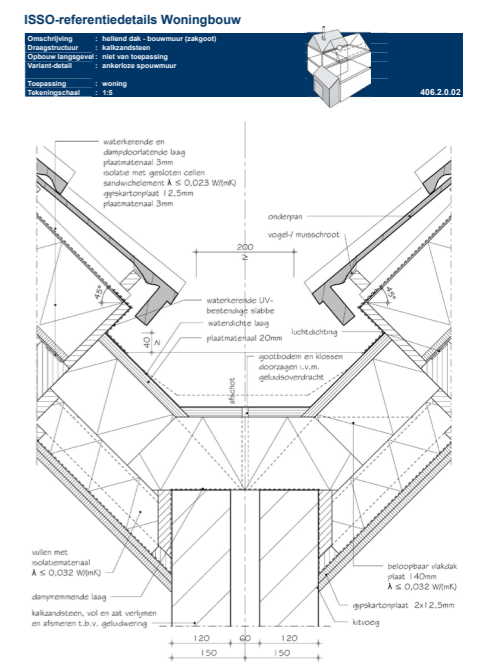 ISSO-referentiedetails Woningbouw
Omschrijving : hellend dak - bouwmuur (zakgoot)
Draagstructuur : kalkzandsteen
Opbouw langsgevel : niet van toepassing
Variant-detail : ankerloze spouwmuur
Toepassing : woning
Tekeningschaal : 1:5
406.2.0.02
waterkerende en
dampdoorlatende laag
plaatmateriaal 3mm
isolatie met gesloten cellen
sandwichelement λ ≤ 0,023 W/(mK)
gipskartonplaat 12,5mm
plaatmateriaal 3mm
onderpan
vogel-/ muisschroot
200
≥
45°
45°
waterkerende UV-
bestendige slabbe
waterdichte laag
plaatmateriaal 20mm
luchtdichting
40
≥
gootbodem en klossen
doorzagen i.v.m.
geluidsoverdracht
afschot
vullen met
isolatiemateriaal
λ ≤ 0,032 W/(mK)
beloopbaar vlakdak
plaat 140mm
λ ≤ 0,032 W/(mK)
dampremmende laag
gipskartonplaat 2x12,5mm
kalkzandsteen, vol en zat verlijmen
en afsmeren t.b.v. geluidwering
kitvoeg
120 60 120
150 150